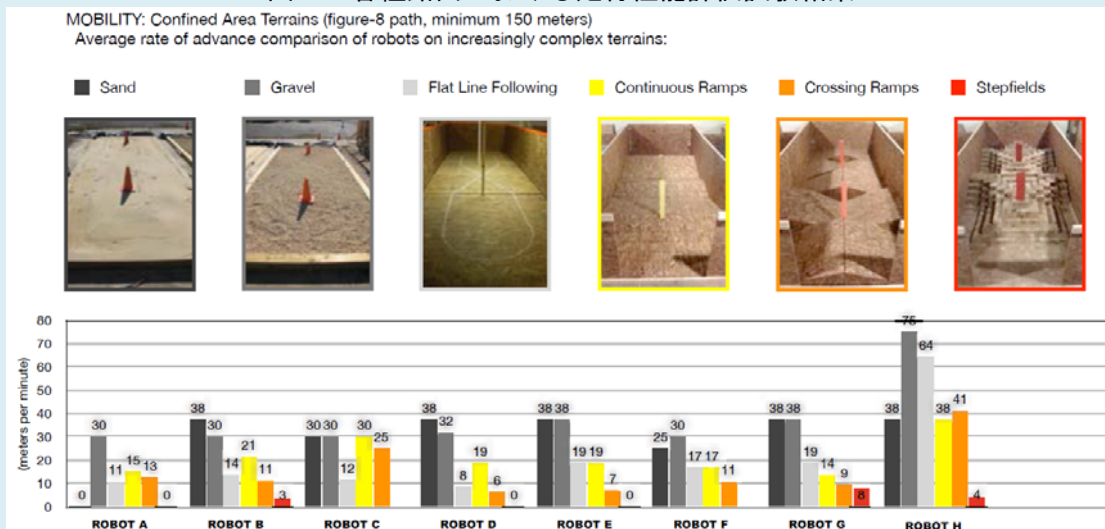 MOBILITY: Confined Area Terrains (figure-8 path, minimum 150 meters)
Average rate of advance comparison of robots on increasingly complex terrains:
Sand Gravel Flat Line Following Continuous Ramps Crossing Ramps Stepfields
(meters per minute)
80
70
60
50
40
30
20
10
0
0 30 11 15 13 0
38 30 14 21 11 3
30 30 12 30 25
38 32 8 19 6 0
38 38 19 19 7 0
25 30 17 17 11
38 38 19 14 9 8
38 75 64 38 41 4
ROBOT A ROBOT B ROBOT C ROBOT D ROBOT E ROBOT F ROBOT G ROBOT H